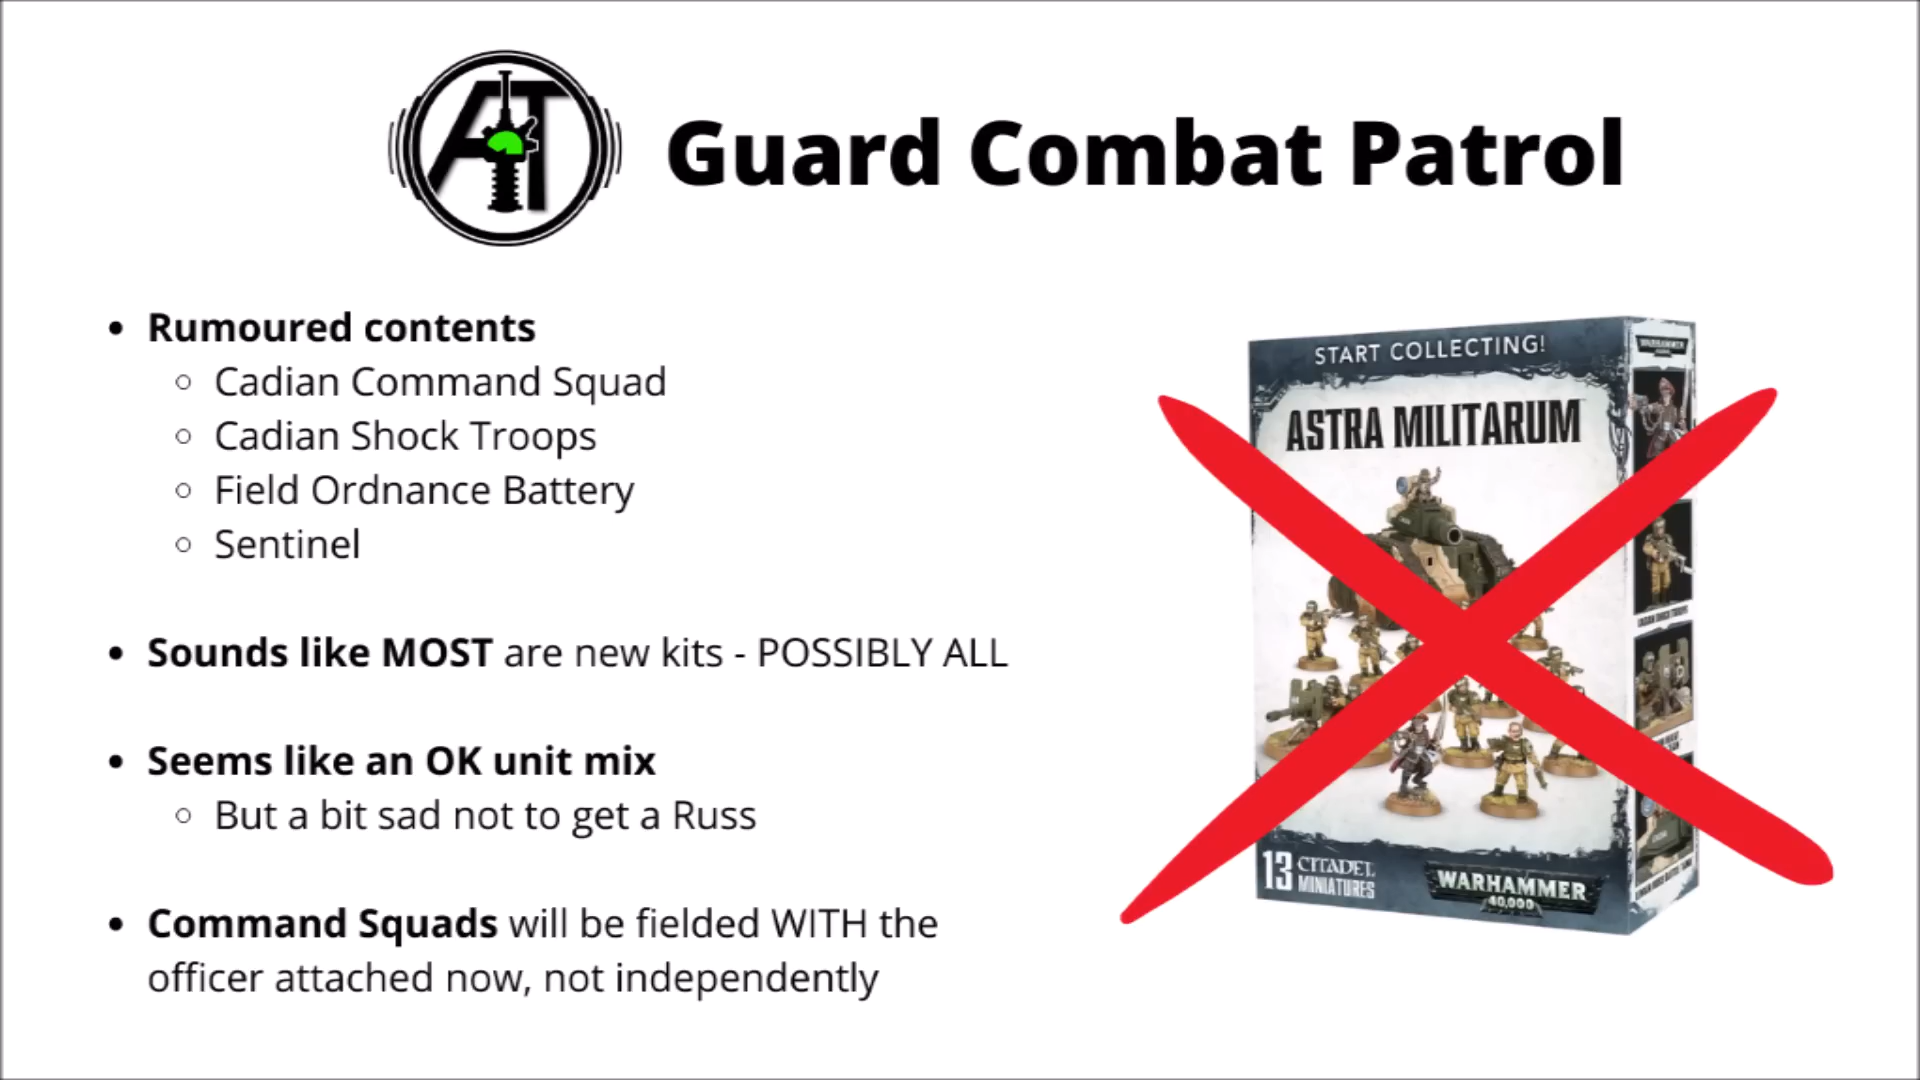 AT
Guard Combat Patrol
Rumoured contents
Cadian Command Squad
Cadian Shock Troops
Field Ordnance Battery
Sentinel
Sounds like MOST are new kits - POSSIBLY ALL
Seems like an OK unit mix
But a bit sad not to get a Russ
Command Squads will be fielded WITH the
officer attached now, not independently
START COLLECTING!
ASTRA MILITARUM
13 CITADEL
MINIATURES
WARHAMMER
40,000
WARHAMMER